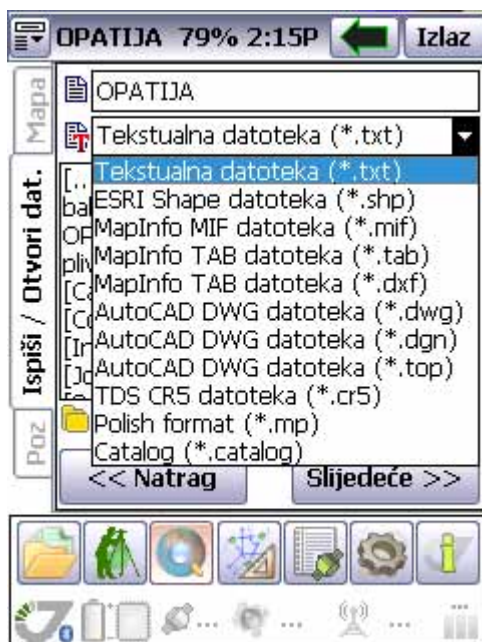 OPATIJA 79% 2:15P Izlaz
Mapa
Ispiši / Otvori dat.
Poz
OPATIJA
Tekstualna datoteka (*.txt)
Tekstualna datoteka (*.txt)
ESRI Shape datoteka (*.shp)
MapInfo MIF datoteka (*.mif)
MapInfo TAB datoteka (*.tab)
MapInfo TAB datoteka (*.dxf)
AutoCAD DWG datoteka (*.dwg)
AutoCAD DWG datoteka (*.dgn)
AutoCAD DWG datoteka (*.top)
TDS CR5 datoteka (*.cr5)
Polish format (*.mp)
Catalog (*.catalog)
<< Natrag
Slijedeće >>